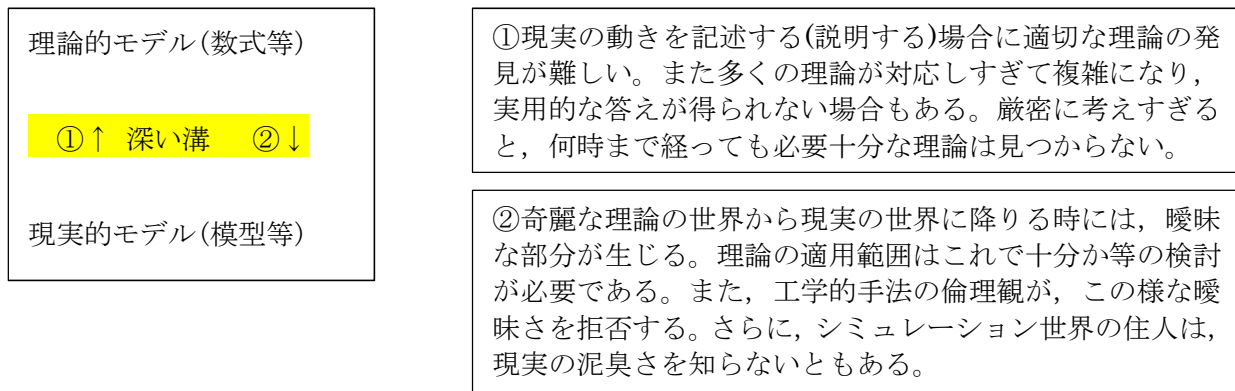 理論的モデル(数式等)
①↑ 深い溝 ②↓
現実的モデル(模型等)
①現実の動きを記述する(説明する)場合に適切な理論の発
見が難しい。また多くの理論が対応しすぎて複雑になり，
実用的な答えが得られない場合もある。厳密に考えすぎる
と，何時まで経っても必要十分な理論は見つからない。
②奇麗な理論の世界から現実の世界に降りる時には，曖昧
な部分が生じる。理論の適用範囲はこれで十分か等の検討
が必要である。また，工学的手法の倫理観が，この様な曖
昧さを拒否する。さらに，シミュレーション世界の住人は，
現実の泥臭さを知らないともある。